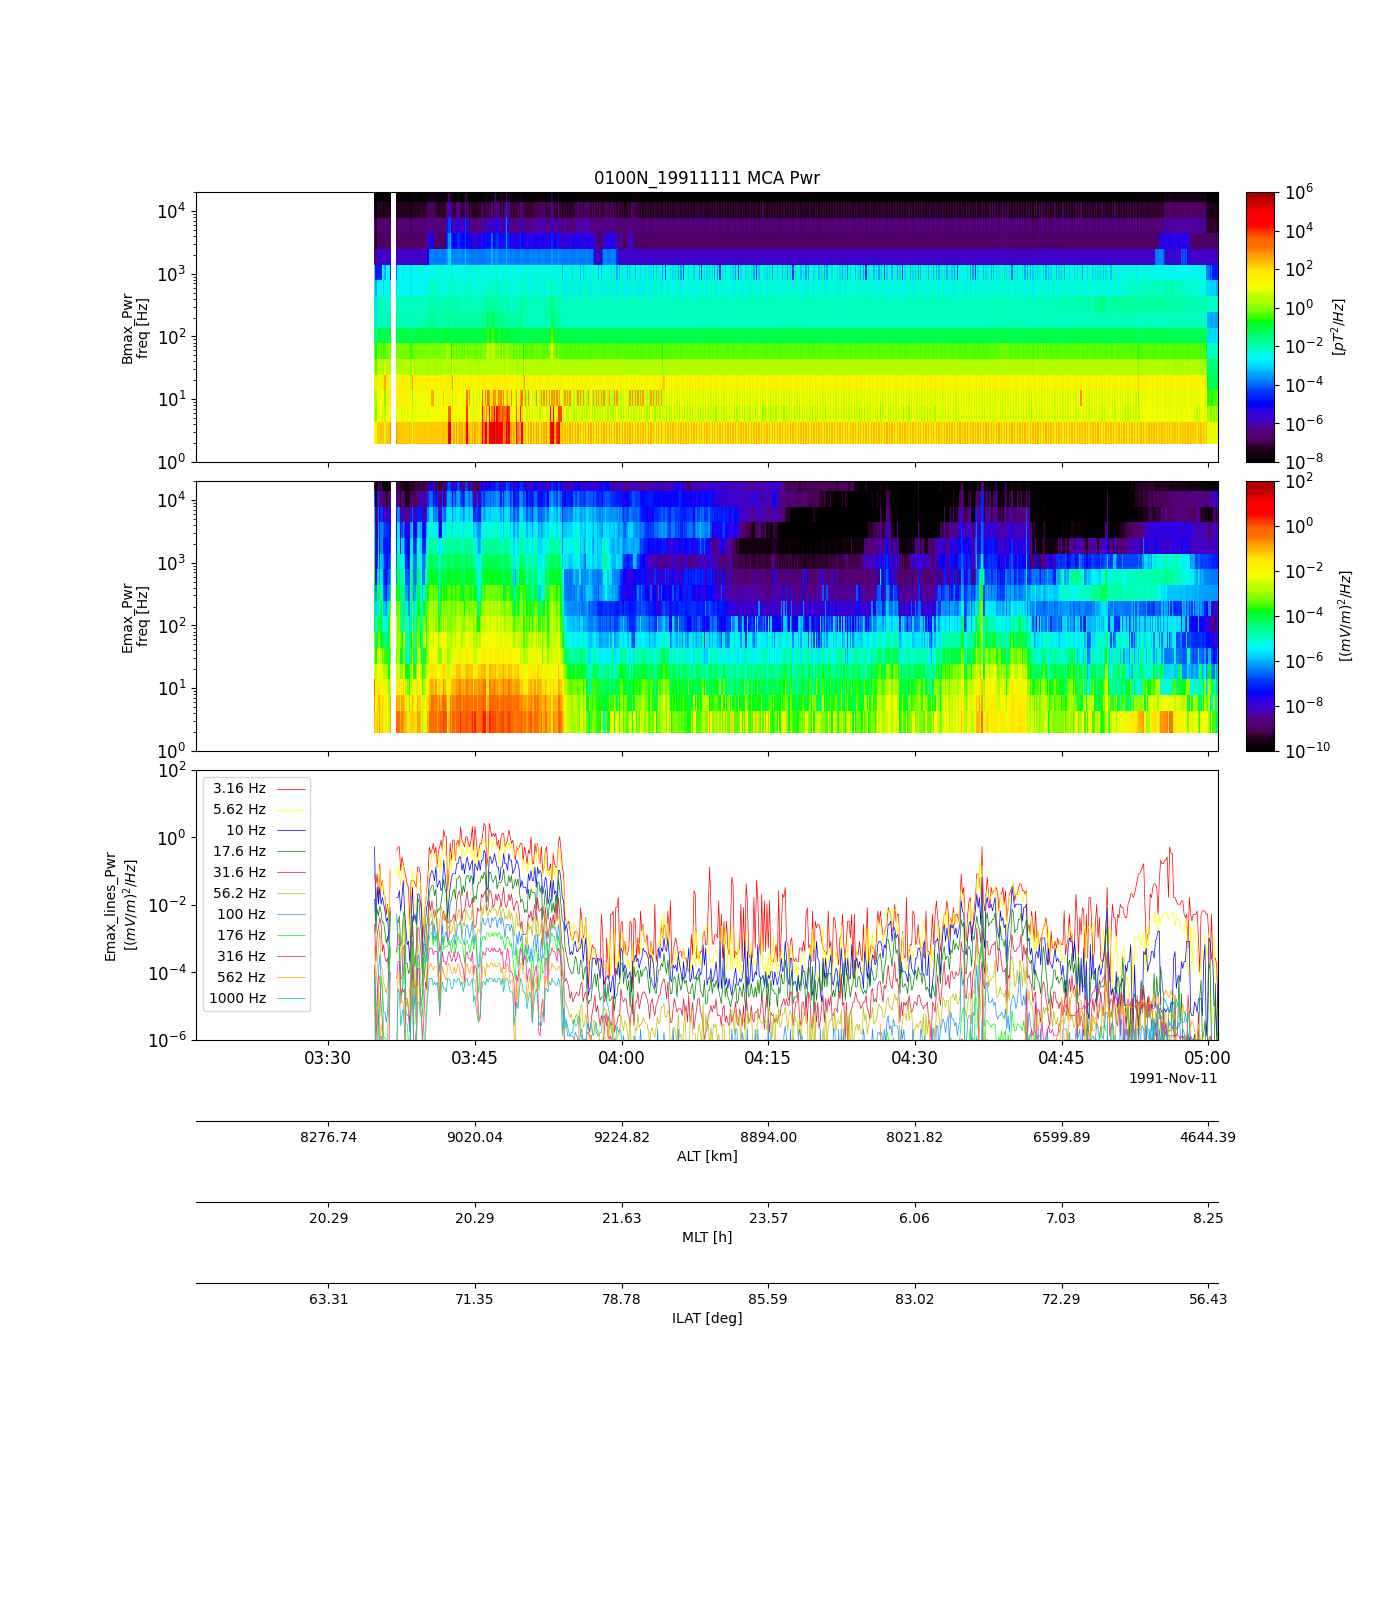 0100N_19911111 MCA Pwr
10^4
10^3
10^2
10^1
10^0
Bmax_Pwr
freq [Hz]
10^6
10^4
10^2
10^0
10^-2
10^-4
10^-6
10^-8
[pT^2/Hz]
10^4
10^3
10^2
10^1
10^0
Emax_Pwr
freq [Hz]
10^2
10^0
10^-2
10^-4
10^-6
10^-8
10^-10
[(mV/m)^2/Hz]
10^2
10^0
10^-2
10^-4
10^-6
Emax_lines_Pwr
[(mV/m)^2/Hz]
3.16 Hz
5.62 Hz
10 Hz
17.6 Hz
31.6 Hz
56.2 Hz
100 Hz
176 Hz
316 Hz
562 Hz
1000 Hz
03:30 03:45 04:00 04:15 04:30 04:45 05:00
1991-Nov-11
8276.74 9020.04 9224.82 8894.00 8021.82 6599.89 4644.39
ALT [km]
20.29 20.29 21.63 23.57 6.06 7.03 8.25
MLT [h]
63.31 71.35 78.78 85.59 83.02 72.29 56.43
ILAT [deg]